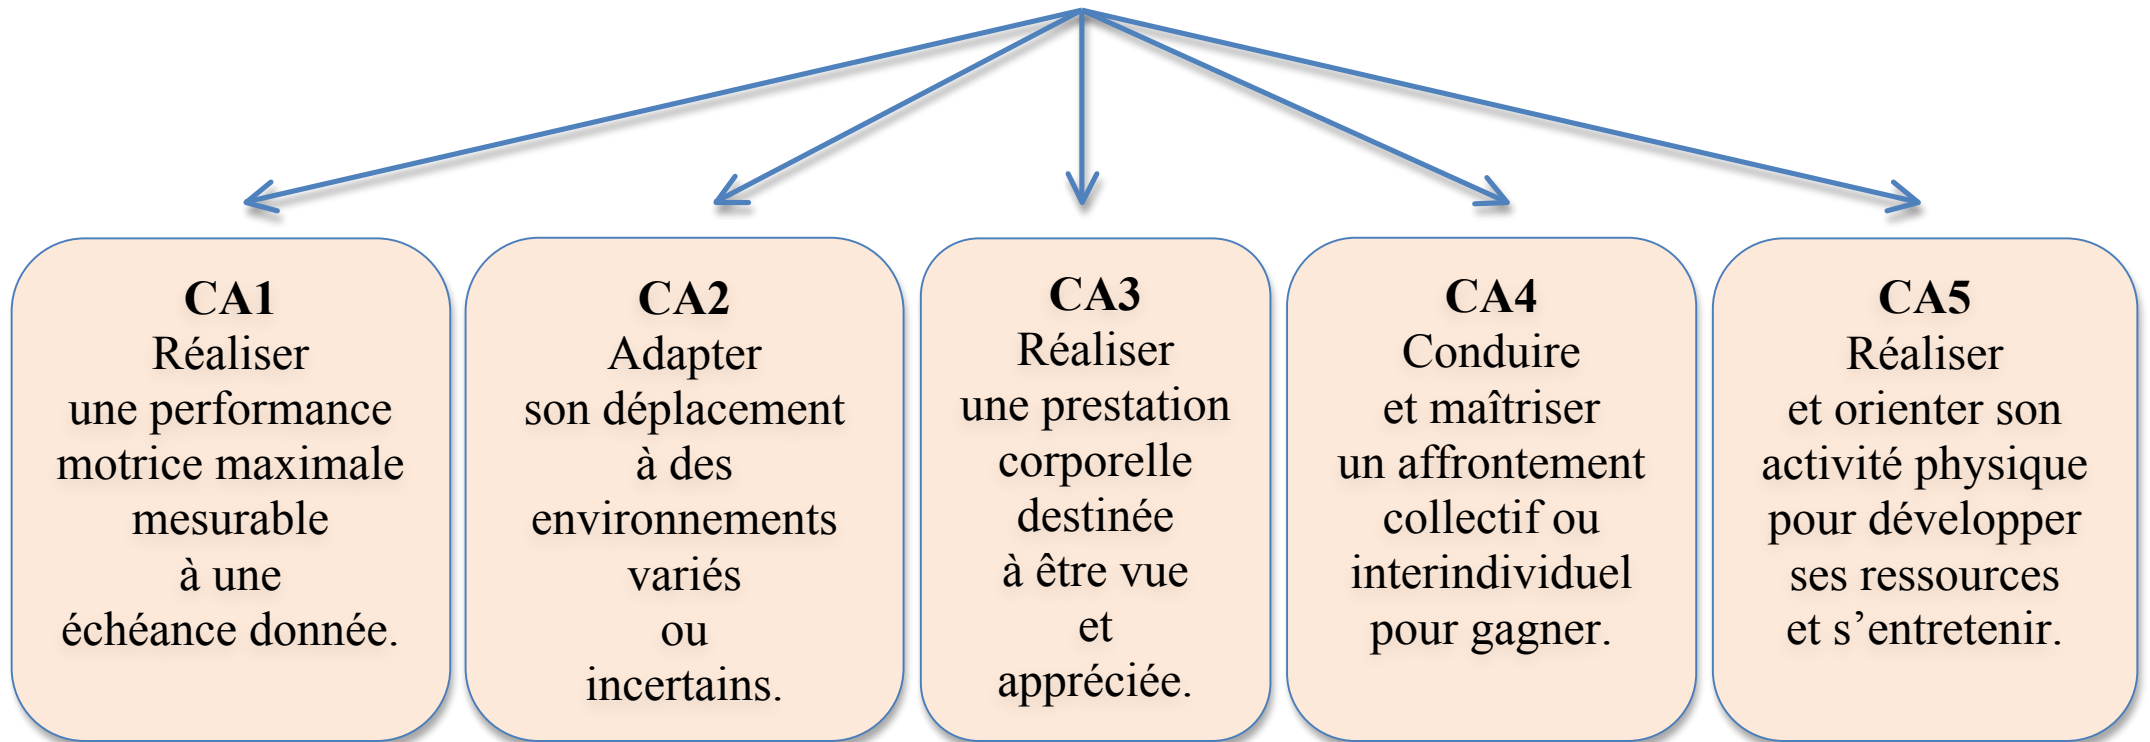 CA1
Réaliser
une performance
motrice maximale
mesurable
à une
échéance donnée.
CA2
Adapter
son déplacement
à des
environnements
variés
ou
incertains.
CA3
Réaliser
une prestation
corporelle
destinée
à être vue
et
appréciée.
CA4
Conduire
et maîtriser
un affrontement
collectif ou
interindividuel
pour gagner.
CA5
Réaliser
et orienter son
activité physique
pour développer
ses ressources
et s’entretenir.